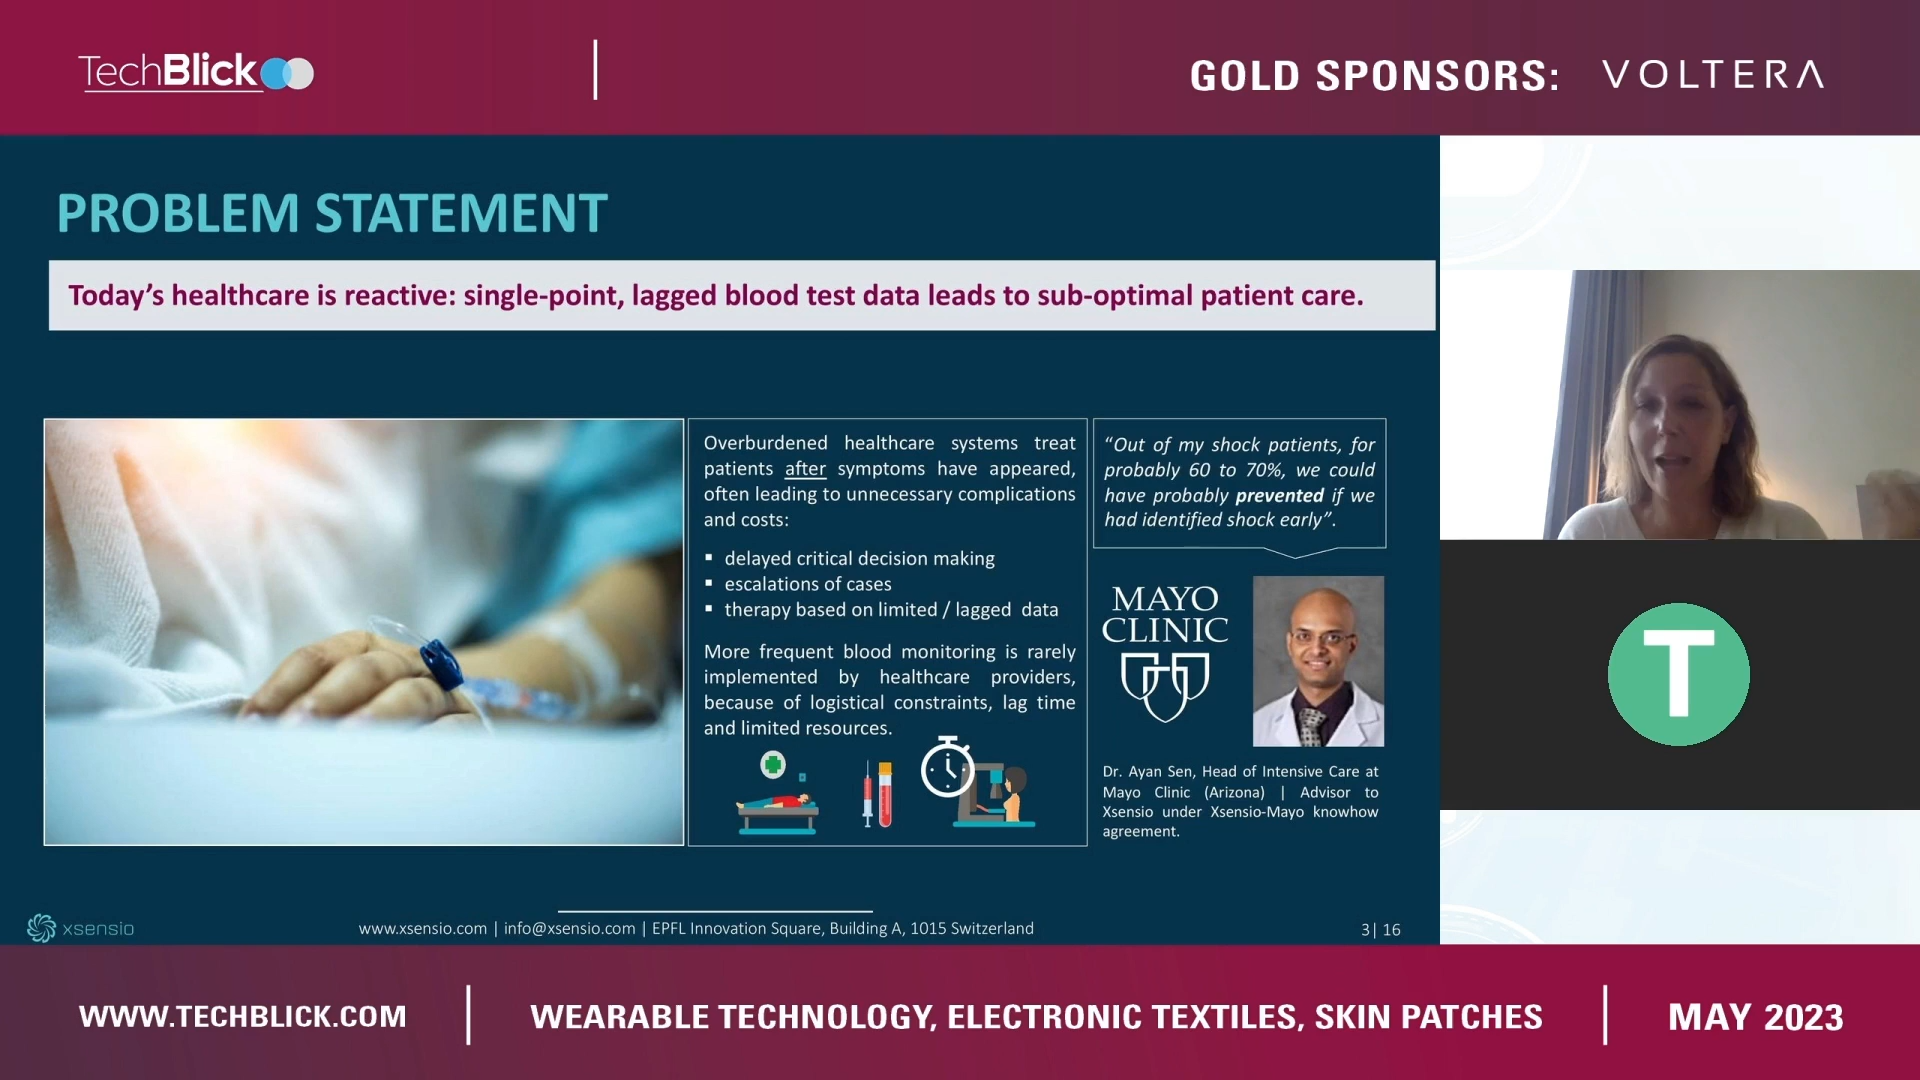 TechBlick
GOLD SPONSORS: VOLTERA
PROBLEM STATEMENT
Today's healthcare is reactive: single-point, lagged blood test data leads to sub-optimal patient care.
Overburdened healthcare systems treat
patients after symptoms have appeared,
often leading to unnecessary complications
and costs:
▪ delayed critical decision making
▪ escalations of cases
▪ therapy based on limited / lagged data
More frequent blood monitoring is rarely
implemented by healthcare providers,
because of logistical constraints, lag time
and limited resources.
“Out of my shock patients, for
probably 60 to 70%, we could
have probably prevented if we
had identified shock early”.
MAYO
CLINIC
Dr. Ayan Sen, Head of Intensive Care at
Mayo Clinic (Arizona) | Advisor to
Xsensio under Xsensio-Mayo knowhow
agreement.
T
xsensio
www.xsensio.com | info@xsensio.com | EPFL Innovation Square, Building A, 1015 Switzerland
3| 16
WWW.TECHBLICK.COM
WEARABLE TECHNOLOGY, ELECTRONIC TEXTILES, SKIN PATCHES
MAY 2023